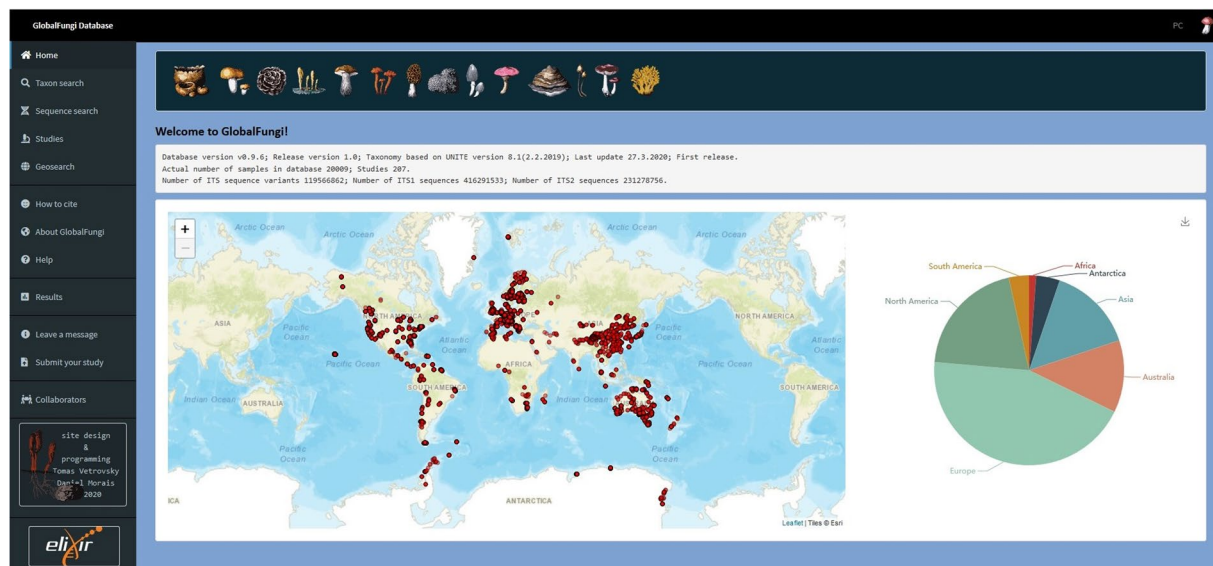 GlobalFungi Database
PC
Home
Taxon search
Sequence search
Studies
Geosearch
How to cite
About GlobalFungi
Help
Results
Leave a message
Submit your study
Collaborators
site design
&
programming
Tomas Vetrovsky
Daniel Morais
2020
elixir
Welcome to GlobalFungi!
Database version v0.9.6; Release version 1.0; Taxonomy based on UNITE version 8.1(2.2.2019); Last update 27.3.2020; First release.
Actual number of samples in database 20009; Studies 207.
Number of ITS sequence variants 119566862; Number of ITS1 sequences 416291533; Number of ITS2 sequences 231278756.
+
−
Arctic Ocean
Arctic Ocean
Arctic Ocean
Arctic Ocean
ASIA
Pacific
Ocean
Atlantic
Ocean
NORTH AMERICA
Pacific
Ocean
Atlantic
Ocean
Pacific Ocean
AFRICA
Pacific Ocean
SOUTH AMERICA
SOUTH AMERICA
Indian Ocean
AUSTRALIA
Indian Ocean
Pacific
Ocean
Pacific
Ocean
ICA
ANTARCTICA
Leaflet | Tiles © Esri
South America
Africa
Antarctica
North America
Asia
Australia
Europe